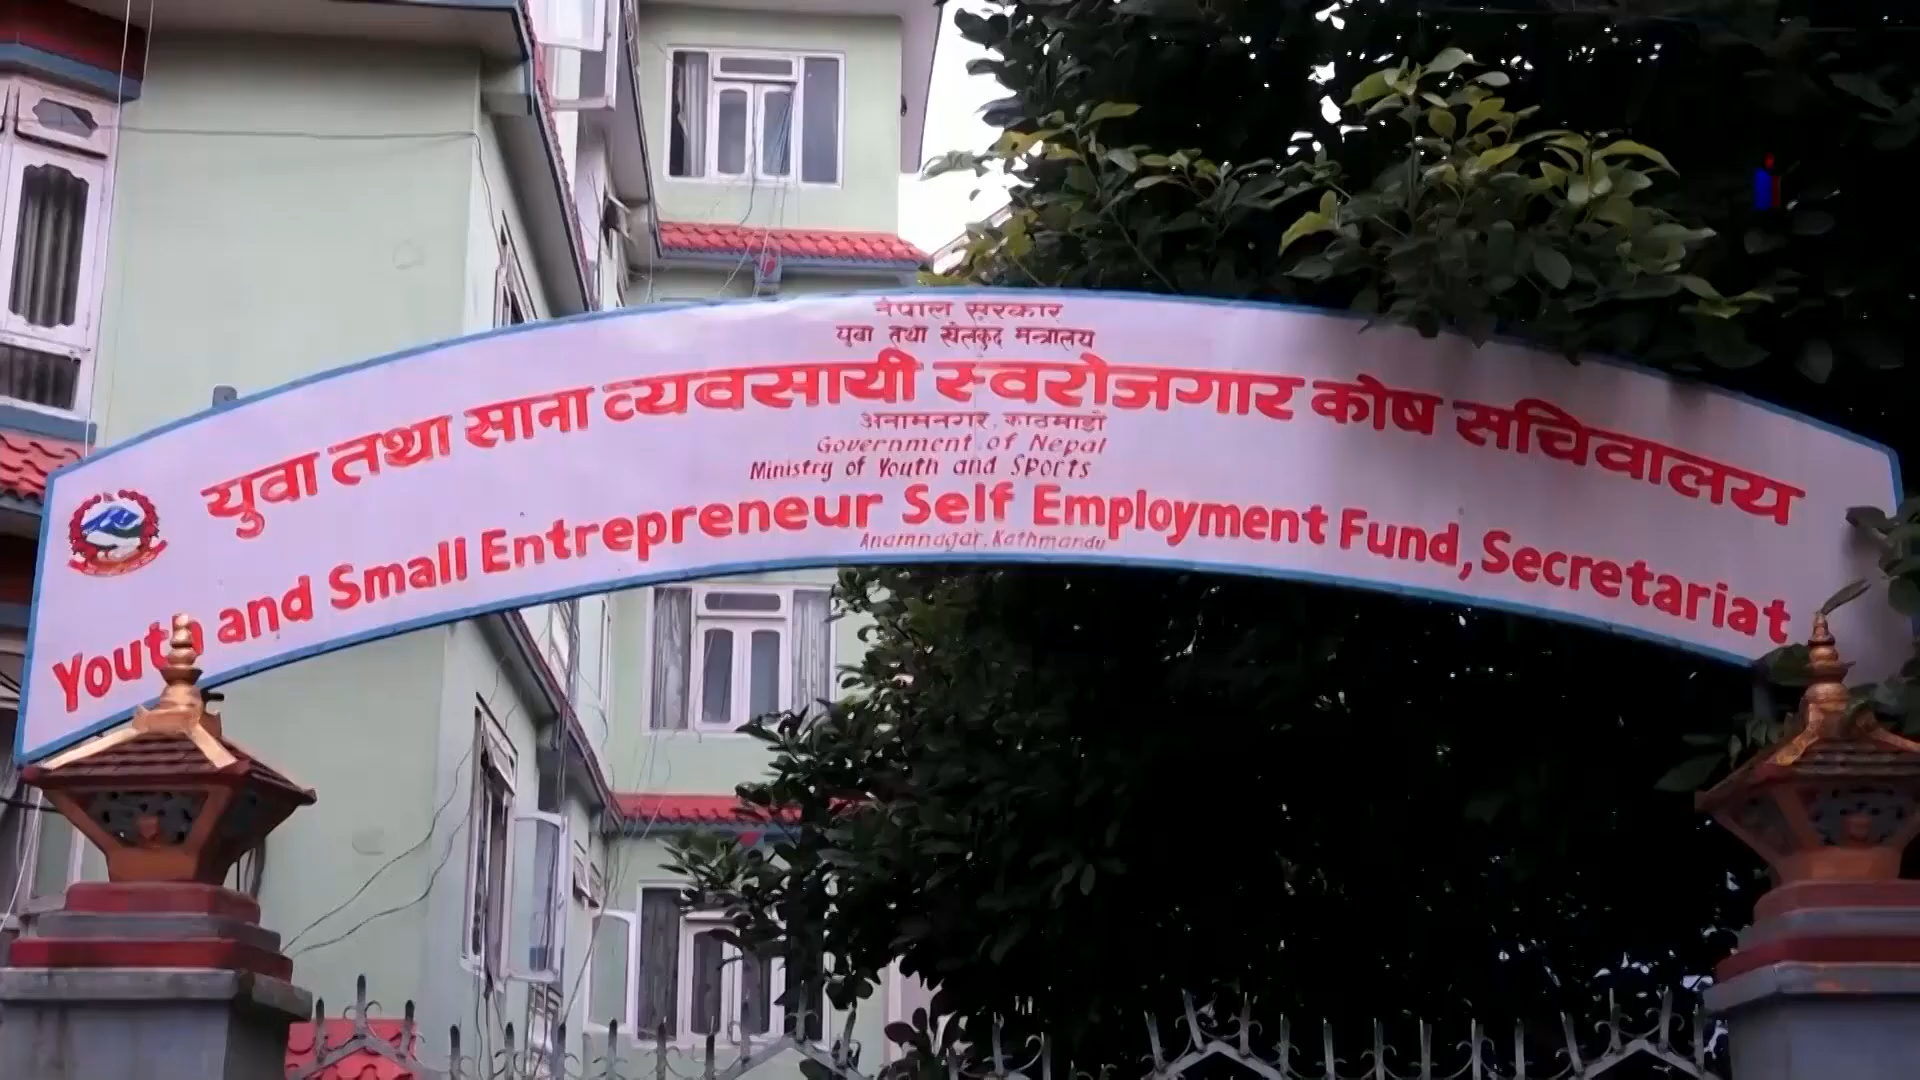 नेपाल सरकार
युवा तथा खेलकुद मन्त्रालय
युवा तथा साना व्यवसायी स्वरोजगार कोष सचिवालय
अनामनगर, काठमाडौं
Government of Nepal
Ministry of Youth and Sports
Youth and Small Entrepreneur Self Employment Fund, Secretariat
Anamnagar, Kathmandu